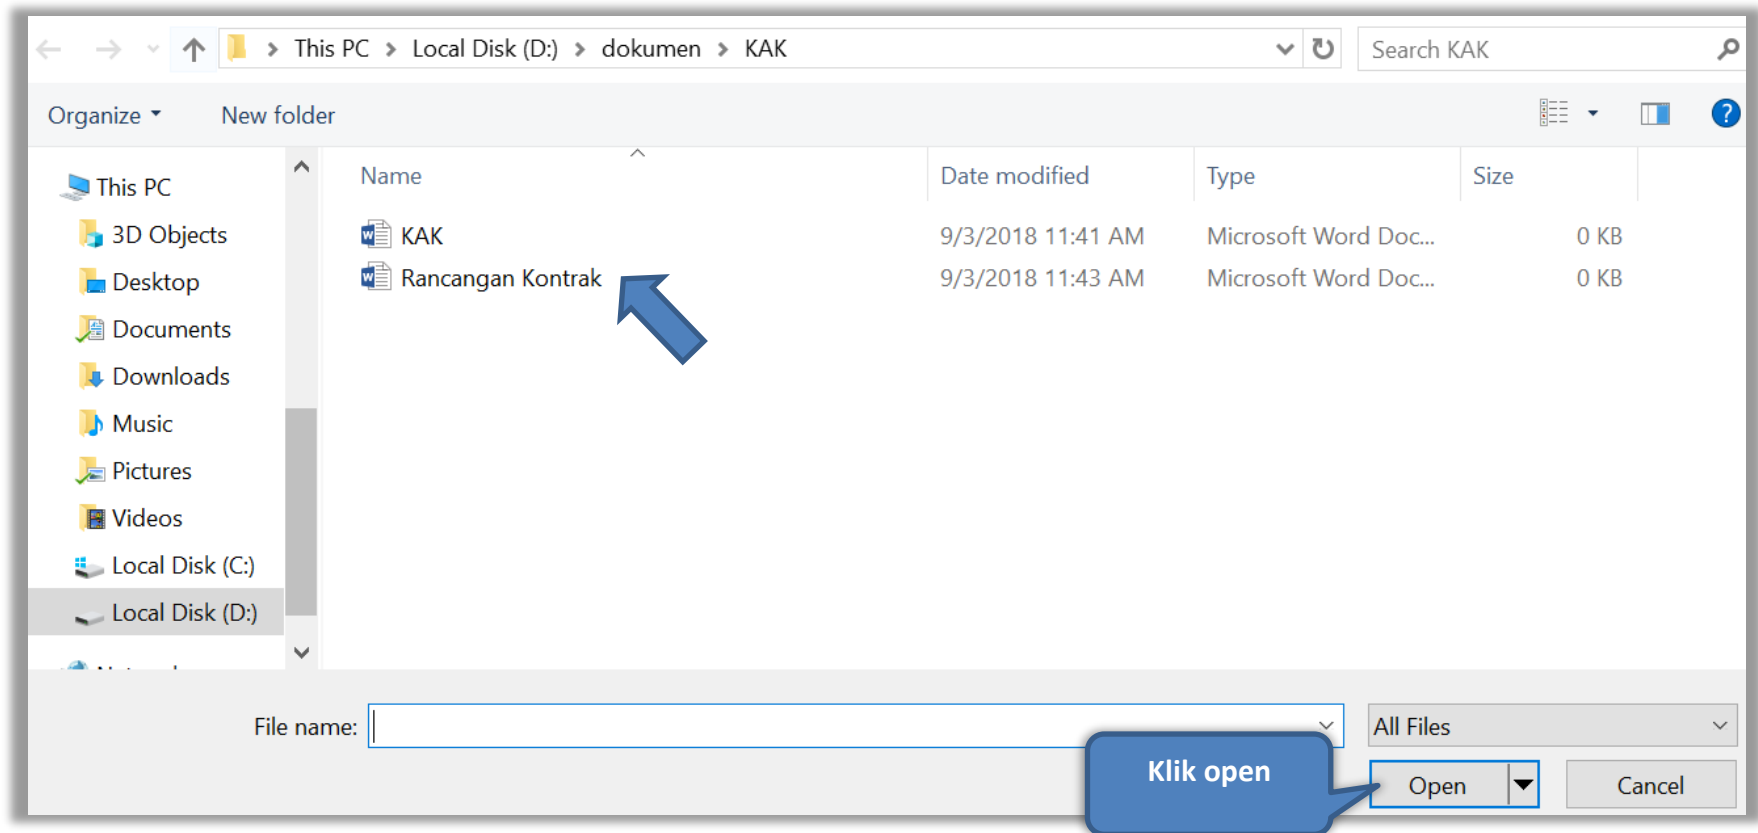 This PC > Local Disk (D:) > dokumen > KAK
Search KAK
Organize
New folder
?
Name
Date modified
Type
Size
This PC
3D Objects
Desktop
Documents
Downloads
Music
Pictures
Videos
Local Disk (C:)
Local Disk (D:)
KAK 9/3/2018 11:41 AM Microsoft Word Doc... 0 KB
Rancangan Kontrak 9/3/2018 11:43 AM Microsoft Word Doc... 0 KB
File name:
All Files
Klik open
Open
Cancel